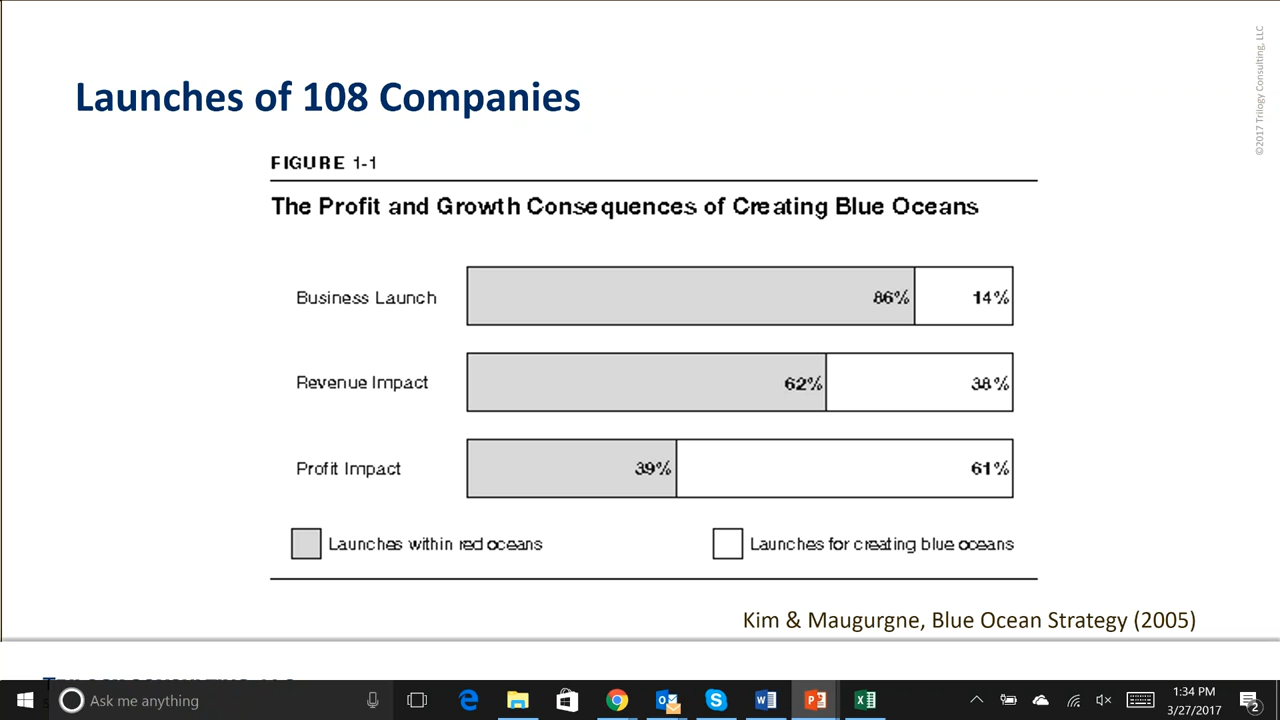 ©2017 Trilogy Consulting, LLC
Launches of 108 Companies
FIGURE 1-1
The Profit and Growth Consequences of Creating Blue Oceans
Business Launch 86% 14%
Revenue Impact 62% 38%
Profit Impact 39% 61%
Launches within red oceans Launches for creating blue oceans
Kim & Maugurgne, Blue Ocean Strategy (2005)
Ask me anything
1:34 PM
3/27/2017
2